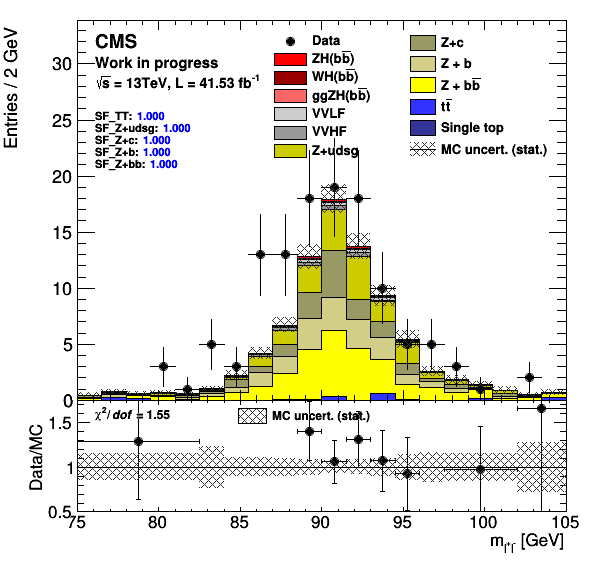 CMS
Work in progress
√s = 13TeV, L = 41.53 fb⁻¹
SF_TT: 1.000
SF_Z+udsg: 1.000
SF_Z+c: 1.000
SF_Z+b: 1.000
SF_Z+bb: 1.000
Data
ZH(bb̅)
WH(bb̅)
ggZH(bb̅)
VVLF
VVHF
Z+udsg
Z+c
Z + b
Z + bb̅
tt̅
Single top
MC uncert. (stat.)
Entries / 2 GeV
30
25
20
15
10
5
0
χ²/dof = 1.55
MC uncert. (stat.)
Data/MC
1.5
1
0.5
75 80 85 90 95 100 105
m_l⁺l⁻ [GeV]